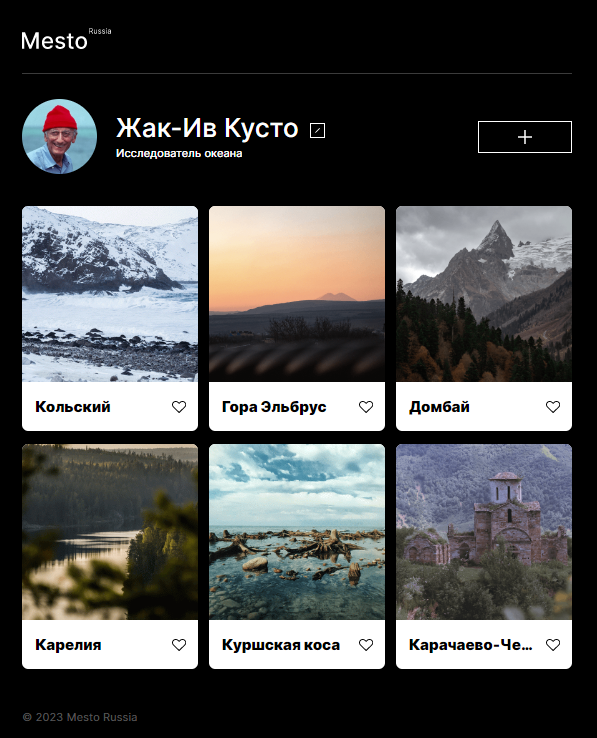 Mesto Russia
Жак-Ив Кусто
Исследователь океана
Кольский
Гора Эльбрус
Домбай
Карелия
Куршская коса
Карачаево-Че...
© 2023 Mesto Russia